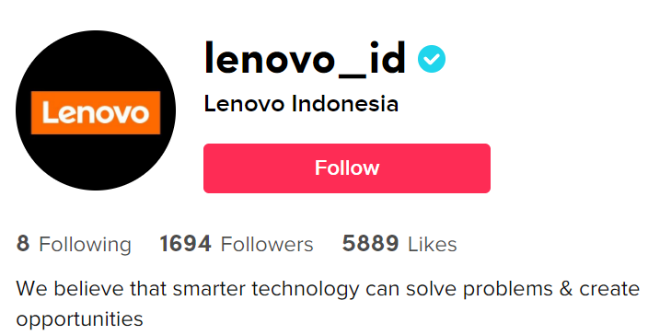 lenovo_id
Lenovo
Lenovo Indonesia
Follow
8 Following 1694 Followers 5889 Likes
We believe that smarter technology can solve problems & create
opportunities